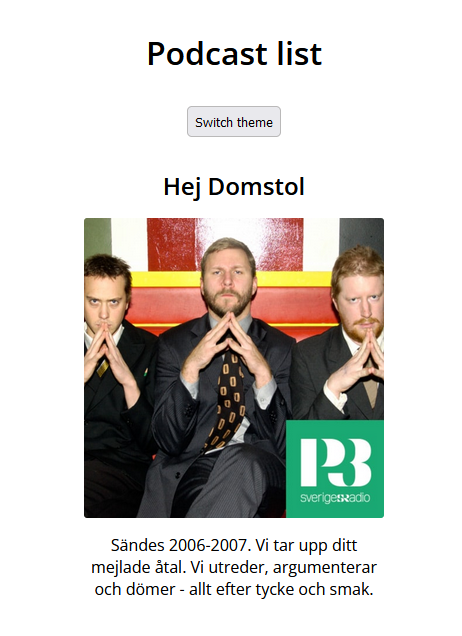 Podcast list
Switch theme
Hej Domstol
P3
sverigesradio
Sändes 2006-2007. Vi tar upp ditt
mejlade åtal. Vi utreder, argumenterar
och dömer - allt efter tycke och smak.